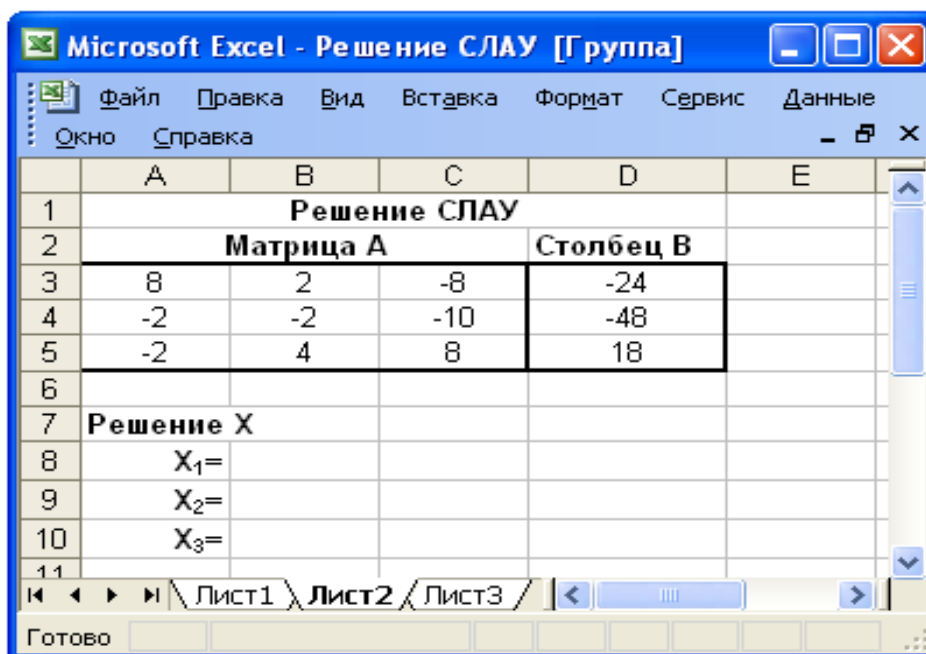 Microsoft Excel - Решение СЛАУ [Группа]
Файл Правка Вид Вставка Формат Сервис Данные
Окно Справка
A B C D E
1 Решение СЛАУ
2 Матрица А Столбец В
3 8 2 -8 -24
4 -2 -2 -10 -48
5 -2 4 8 18
6
7 Решение X
8 X₁=
9 X₂=
10 X₃=
11
Лист1 Лист2 Лист3
Готово